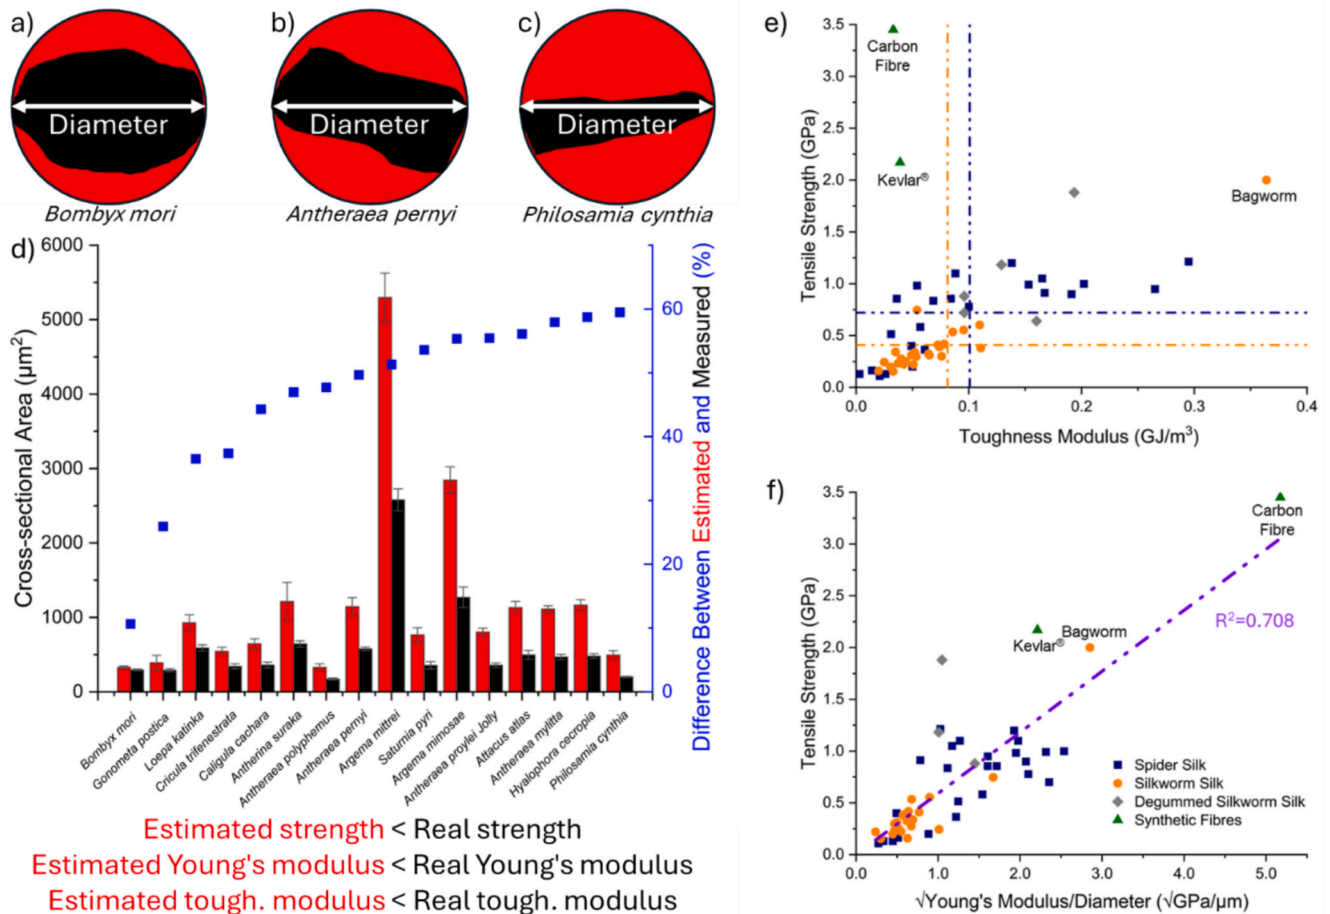 a)
b)
c)
Diameter
Diameter
Diameter
Bombyx mori
Antheraea pernyi
Philosamia cynthia
d)
6000
5000
4000
3000
2000
1000
0
Cross-sectional Area (μm²)
60
40
20
0
Difference Between Estimated and Measured (%)
Bombyx mori
Gonometa postica
Loepa katinka
Cricula trifenestrata
Caligula cachara
Antherina suraka
Antheraea polyphemus
Antheraea pernyi
Argema mittrei
Saturnia pyri
Argema mimosae
Antheraea proylei Jolly
Attacus atlas
Antheraea mylitta
Hyalophora cecropia
Philosamia cynthia
Estimated strength < Real strength
Estimated Young's modulus < Real Young's modulus
Estimated tough. modulus < Real tough. modulus
e)
3.5
3.0
2.5
2.0
1.5
1.0
0.5
0.0
Tensile Strength (GPa)
Carbon
Fibre
Kevlar®
Bagworm
0.0
0.1
0.2
0.3
0.4
Toughness Modulus (GJ/m³)
f)
3.5
3.0
2.5
2.0
1.5
1.0
0.5
0.0
Tensile Strength (GPa)
Carbon
Fibre
R²=0.708
Kevlar®
Bagworm
Spider Silk
Silkworm Silk
Degummed Silkworm Silk
Synthetic Fibres
0.0
1.0
2.0
3.0
4.0
5.0
√Young's Modulus/Diameter (√GPa/μm)